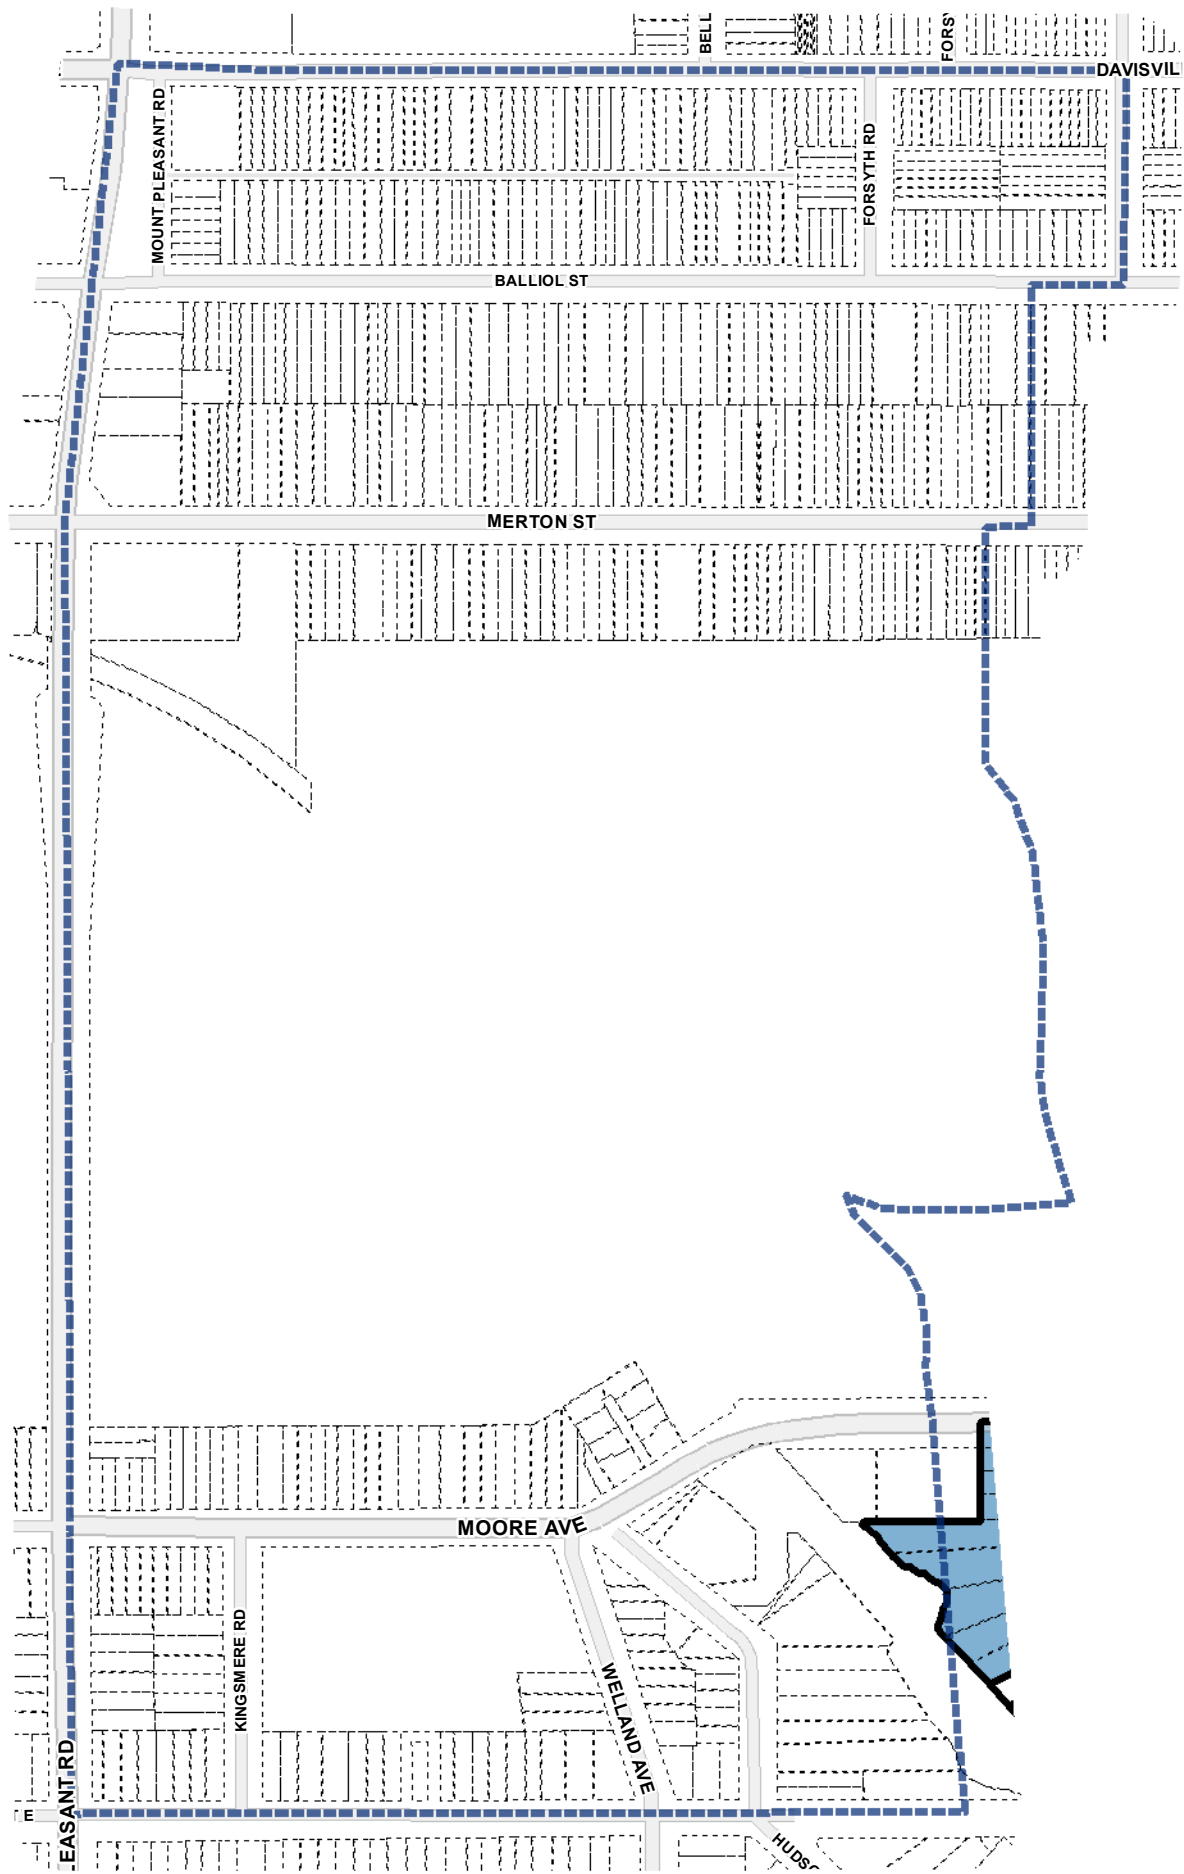 BELL
FORS
DAVISVIL
MOUNT PLEASANT RD
FORSYTH RD
BALLIOL ST
MERTON ST
MOORE AVE
KINGSMERE RD
WELLAND AVE
EASANT RD
T E
HUDSO